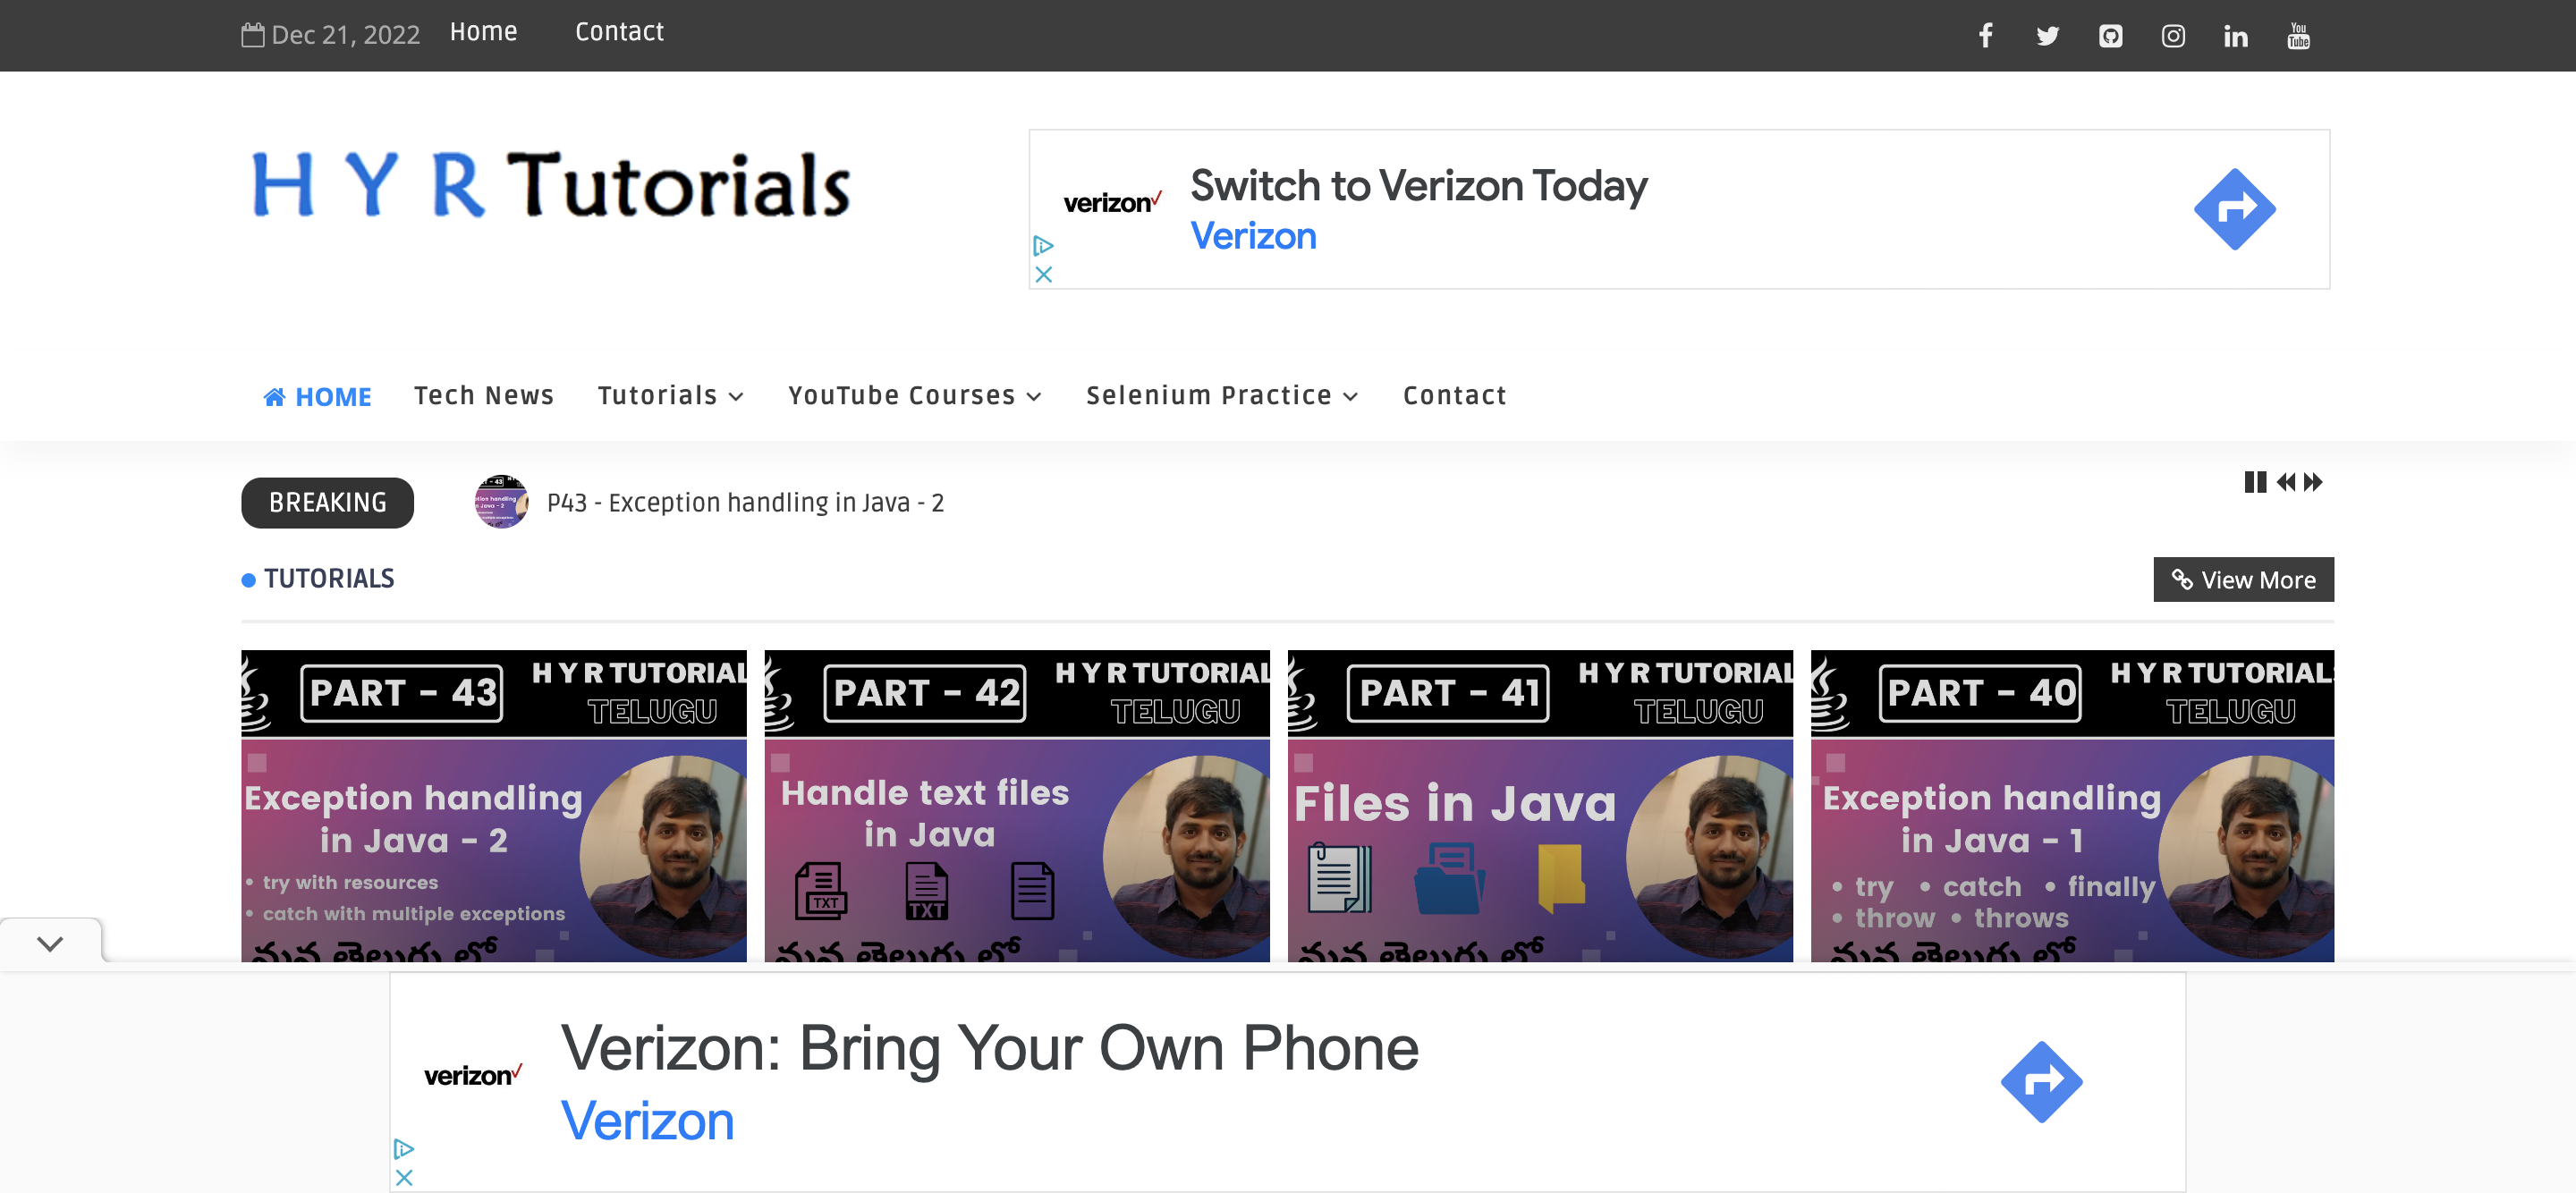 Dec 21, 2022 Home Contact
You
Tube
H Y R Tutorials
verizon
Switch to Verizon Today
Verizon
HOME Tech News Tutorials YouTube Courses Selenium Practice Contact
BREAKING P43 - Exception handling in Java - 2
TUTORIALS
View More
PART - 43
H Y R TUTORIAL
TELUGU
Exception handling
in Java - 2
• try with resources
• catch with multiple exceptions
మన తెలుగు లో
PART - 42
H Y R TUTORIAL
TELUGU
Handle text files
in Java
TXT
TXT
మన తెలుగు లో
PART - 41
H Y R TUTORIAL
TELUGU
Files in Java
మన తెలుగు లో
PART - 40
H Y R TUTORIAL
TELUGU
Exception handling
in Java - 1
• try • catch • finally
• throw • throws
మన తెలుగు లో
verizon
Verizon: Bring Your Own Phone
Verizon